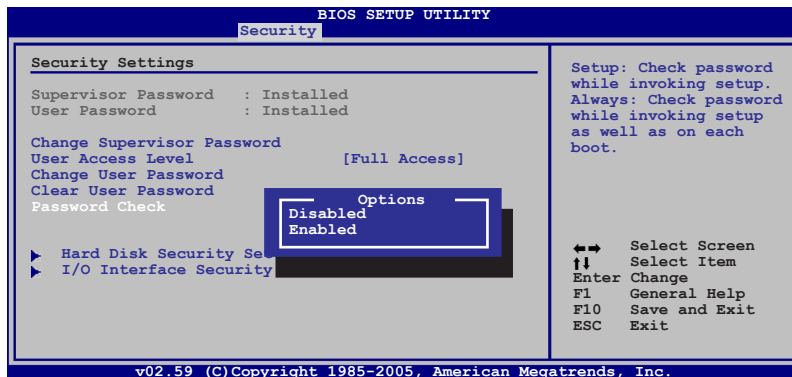 BIOS SETUP UTILITY
Security
Security Settings
Supervisor Password : Installed
User Password : Installed
Change Supervisor Password
User Access Level [Full Access]
Change User Password
Clear User Password
Password Check
Options
Disabled
Enabled
Hard Disk Security
I/O Interface Security
Setup: Check password
while invoking setup.
Always: Check password
while invoking setup
as well as on each
boot.
Select Screen
Select Item
Enter Change
F1 General Help
F10 Save and Exit
ESC Exit
v02.59 (C)Copyright 1985-2005, American Megatrends, Inc.